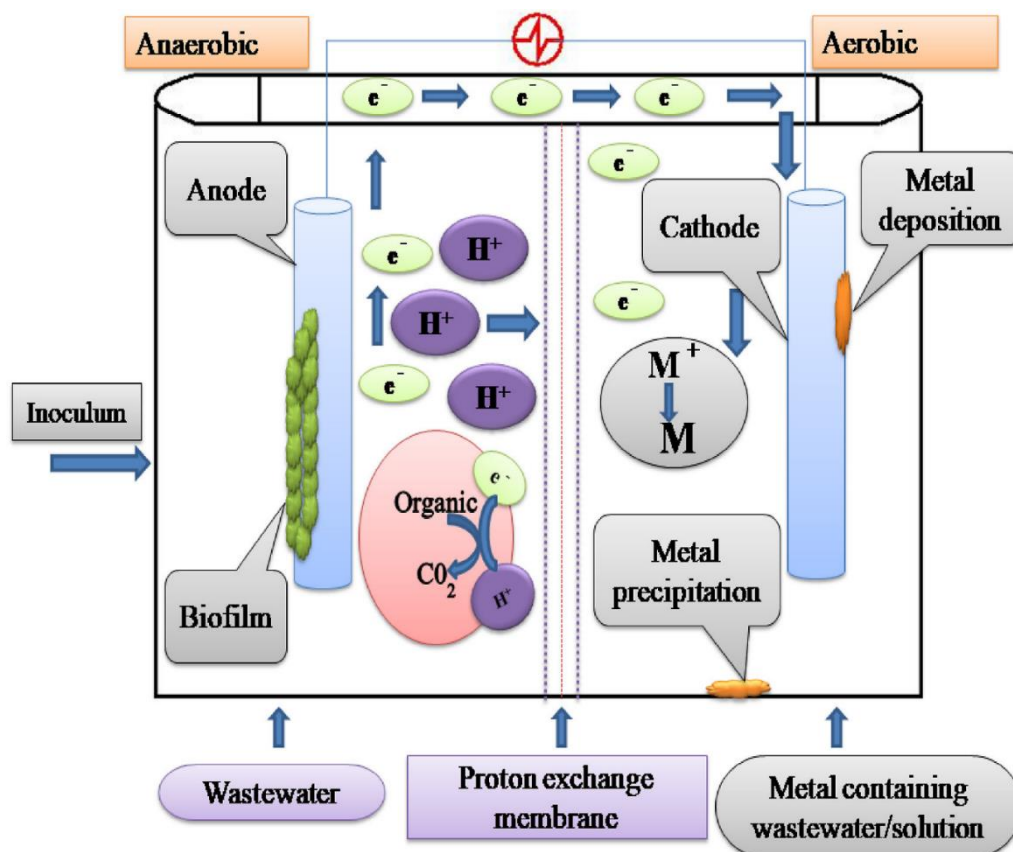 Anaerobic
Aerobic
e⁻
e⁻
e⁻
Anode
e⁻
Metal
deposition
Cathode
e⁻
H⁺
H⁺
e⁻
e⁻
H⁺
M⁺
M
Inoculum
e⁻
Organic
C0₂
H⁺
Biofilm
Metal
precipitation
Wastewater
Proton exchange
membrane
Metal containing
wastewater/solution